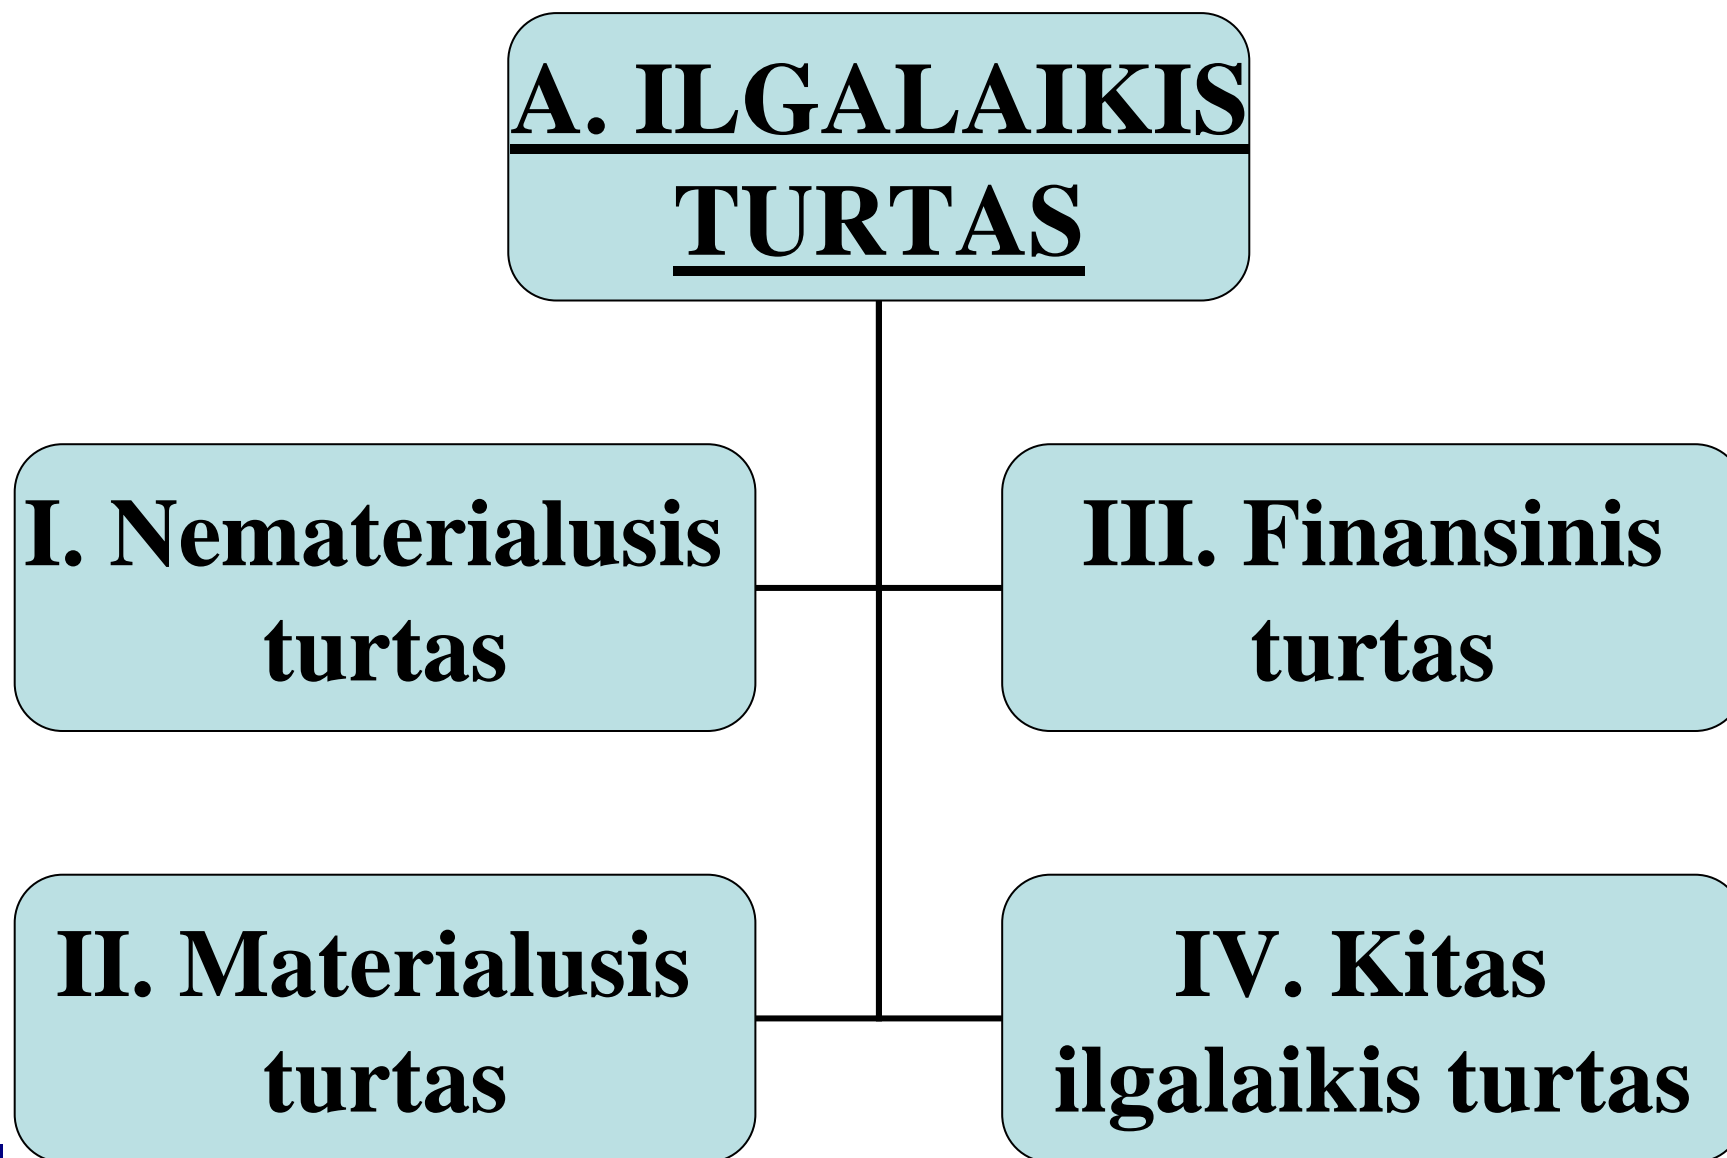 A. ILGALAIKIS
TURTAS
I. Nematerialusis
turtas
III. Finansinis
turtas
II. Materialusis
turtas
IV. Kitas
ilgalaikis turtas